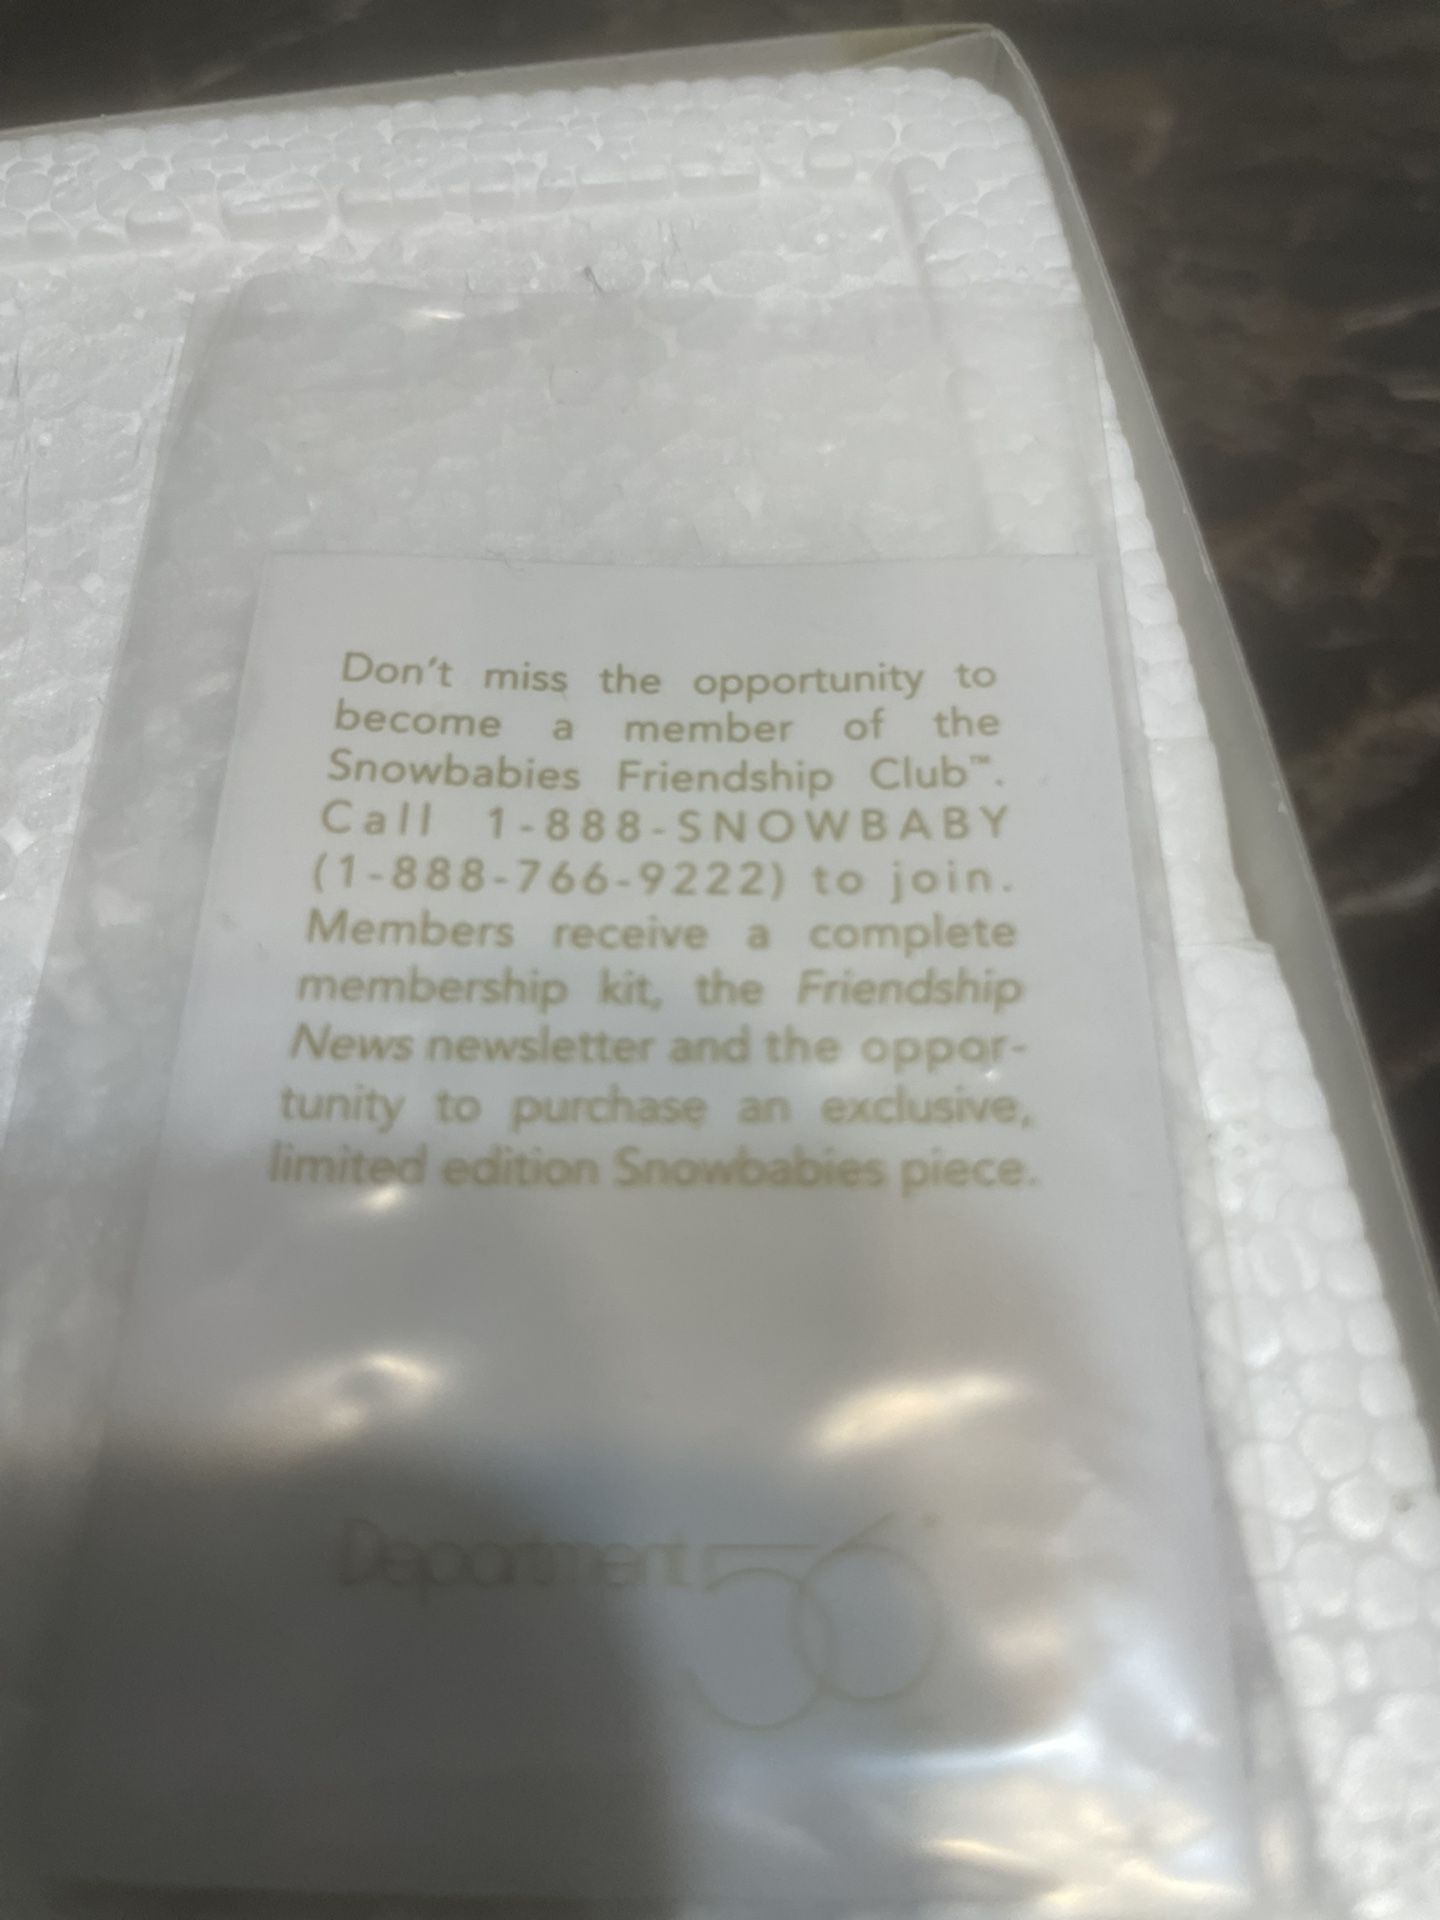 Don't miss the opportunity to
become a member of the
Snowbabies Friendship Club™.
Call 1-888-SNOWBABY
(1-888-766-9222) to join.
Members receive a complete
membership kit, the Friendship
News newsletter and the oppor-
tunity to purchase an exclusive,
limited edition Snowbabies piece.
Department 56